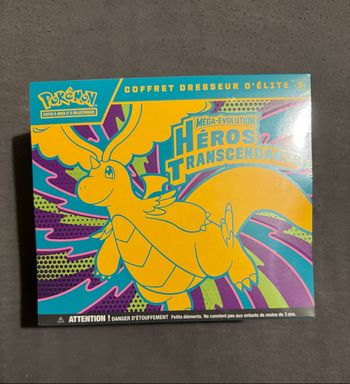 COFFRET DRESSEUR D'ÉLITE
POKÉMON
CARTES À JOUER ET À COLLECTIONNER
MÉGA-ÉVOLUTION
HÉROS
TRANSCENDANTS
ATTENTION ! DANGER D'ÉTOUFFEMENT Petits éléments. Ne convient pas aux enfants de moins de 3 ans.